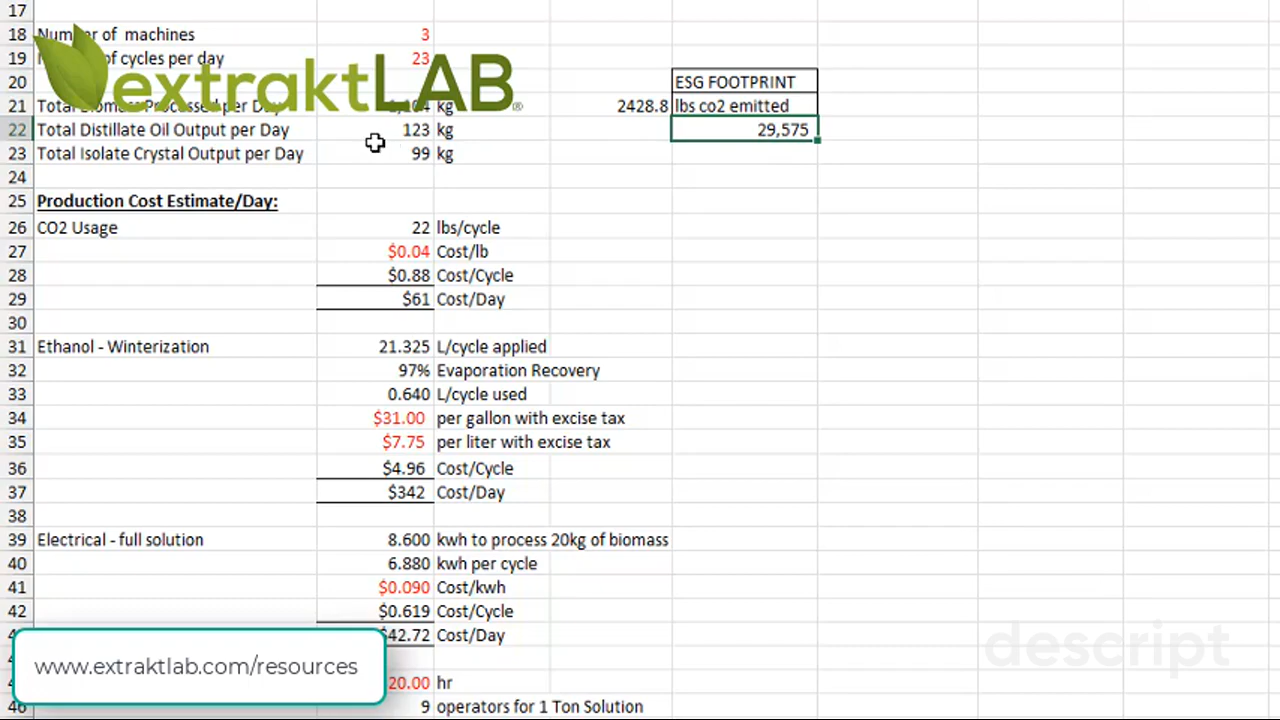 17
18 Number of machines 3
19 of cycles per day 23
20 ESG FOOTPRINT
extraktLAB®
21 Total Biomass Processed per Day kg 2428.8 lbs co2 emitted
22 Total Distillate Oil Output per Day 123 kg 29,575
23 Total Isolate Crystal Output per Day 99 kg
24
25 Production Cost Estimate/Day:
26 CO2 Usage 22 lbs/cycle
27 $0.04 Cost/lb
28 $0.88 Cost/Cycle
29 $61 Cost/Day
30
31 Ethanol - Winterization 21.325 L/cycle applied
32 97% Evaporation Recovery
33 0.640 L/cycle used
34 $31.00 per gallon with excise tax
35 $7.75 per liter with excise tax
36 $4.96 Cost/Cycle
37 $342 Cost/Day
38
39 Electrical - full solution 8.600 kwh to process 20kg of biomass
40 6.880 kwh per cycle
41 $0.090 Cost/kwh
42 $0.619 Cost/Cycle
$42.72 Cost/Day
descript
www.extraktlab.com/resources
20.00 hr
46 9 operators for 1 Ton Solution